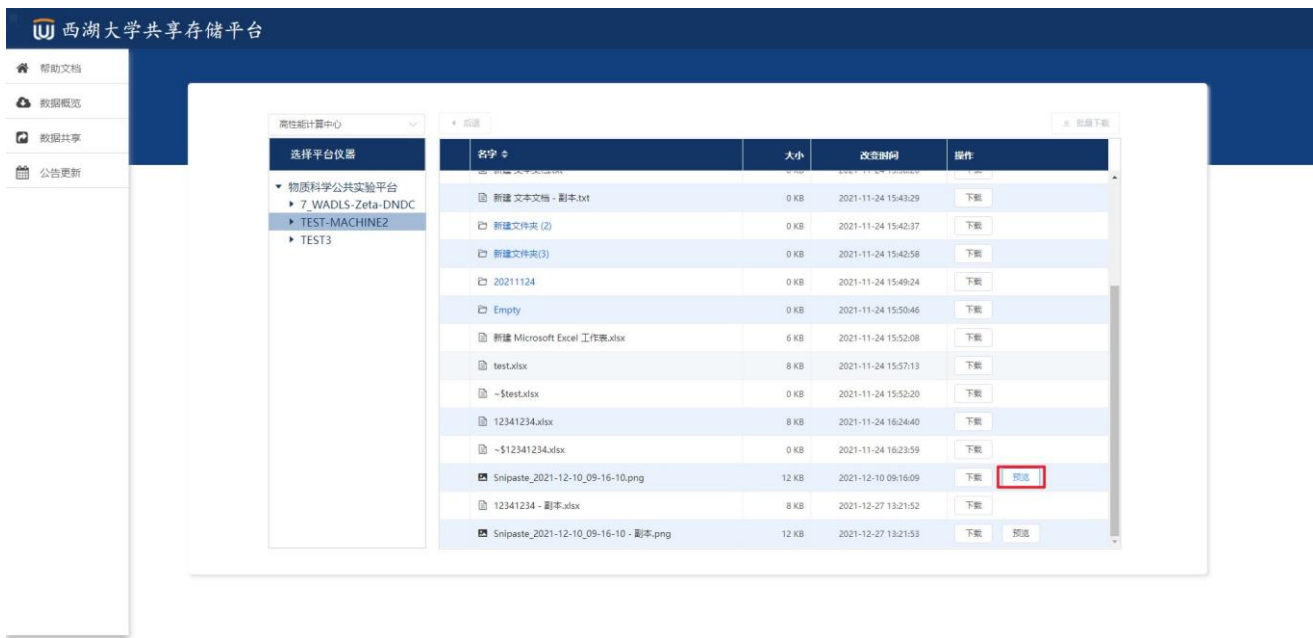 西湖大学共享存储平台
帮助文档
数据概览
数据共享
公告更新
高性能计算中心
后退
批量下载
选择平台仪器
物质科学公共实验平台
7_WADLS-Zeta-DNDC
TEST-MACHINE2
TEST3
名字 大小 改变时间 操作
新建 文本文档 - 副本.txt 0 KB 2021-11-24 15:43:29 下载
新建文件夹 (2) 0 KB 2021-11-24 15:42:37 下载
新建文件夹(3) 0 KB 2021-11-24 15:42:58 下载
20211124 0 KB 2021-11-24 15:49:24 下载
Empty 0 KB 2021-11-24 15:50:46 下载
新建 Microsoft Excel 工作表.xlsx 6 KB 2021-11-24 15:52:08 下载
test.xlsx 8 KB 2021-11-24 15:57:13 下载
~$test.xlsx 0 KB 2021-11-24 15:52:20 下载
12341234.xlsx 8 KB 2021-11-24 16:24:40 下载
~$12341234.xlsx 0 KB 2021-11-24 16:23:59 下载
Snipaste_2021-12-10_09-16-10.png 12 KB 2021-12-10 09:16:09 下载 预览
12341234 - 副本.xlsx 8 KB 2021-12-27 13:21:52 下载
Snipaste_2021-12-10_09-16-10 - 副本.png 12 KB 2021-12-27 13:21:53 下载 预览